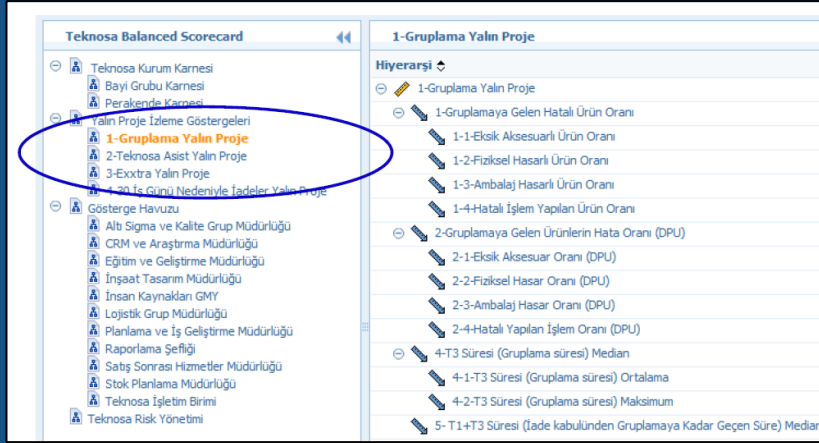 Teknosa Balanced Scorecard
Teknosa Kurum Karnesi
Bayi Grubu Karnesi
Perakende Karnesi
Yalın Proje İzleme Göstergeleri
1-Gruplama Yalın Proje
2-Teknosa Asist Yalın Proje
3-Exxtra Yalın Proje
4-30 İş Günü Nedeniyle İadeler Yalın Proje
Gösterge Havuzu
Altı Sigma ve Kalite Grup Müdürlüğü
CRM ve Araştırma Müdürlüğü
Eğitim ve Geliştirme Müdürlüğü
İnşaat Tasarım Müdürlüğü
İnsan Kaynakları GMY
Lojistik Grup Müdürlüğü
Planlama ve İş Geliştirme Müdürlüğü
Raporlama Şefliği
Satış Sonrası Hizmetler Müdürlüğü
Stok Planlama Müdürlüğü
Teknosa İşletim Birimi
Teknosa Risk Yönetimi
1-Gruplama Yalın Proje
Hiyerarşi
1-Gruplama Yalın Proje
1-Gruplamaya Gelen Hatalı Ürün Oranı
1-1-Eksik Aksesuarlı Ürün Oranı
1-2-Fiziksel Hasarlı Ürün Oranı
1-3-Ambalaj Hasarlı Ürün Oranı
1-4-Hatalı İşlem Yapılan Ürün Oranı
2-Gruplamaya Gelen Ürünlerin Hata Oranı (DPU)
2-1-Eksik Aksesuar Oranı (DPU)
2-2-Fiziksel Hasar Oranı (DPU)
2-3-Ambalaj Hasar Oranı (DPU)
2-4-Hatalı Yapılan İşlem Oranı (DPU)
4-T3 Süresi (Gruplama süresi) Median
4-1-T3 Süresi (Gruplama süresi) Ortalama
4-2-T3 Süresi (Gruplama süresi) Maksimum
5- T1+T3 Süresi (İade kabulünden Gruplamaya Kadar Geçen Süre) Median